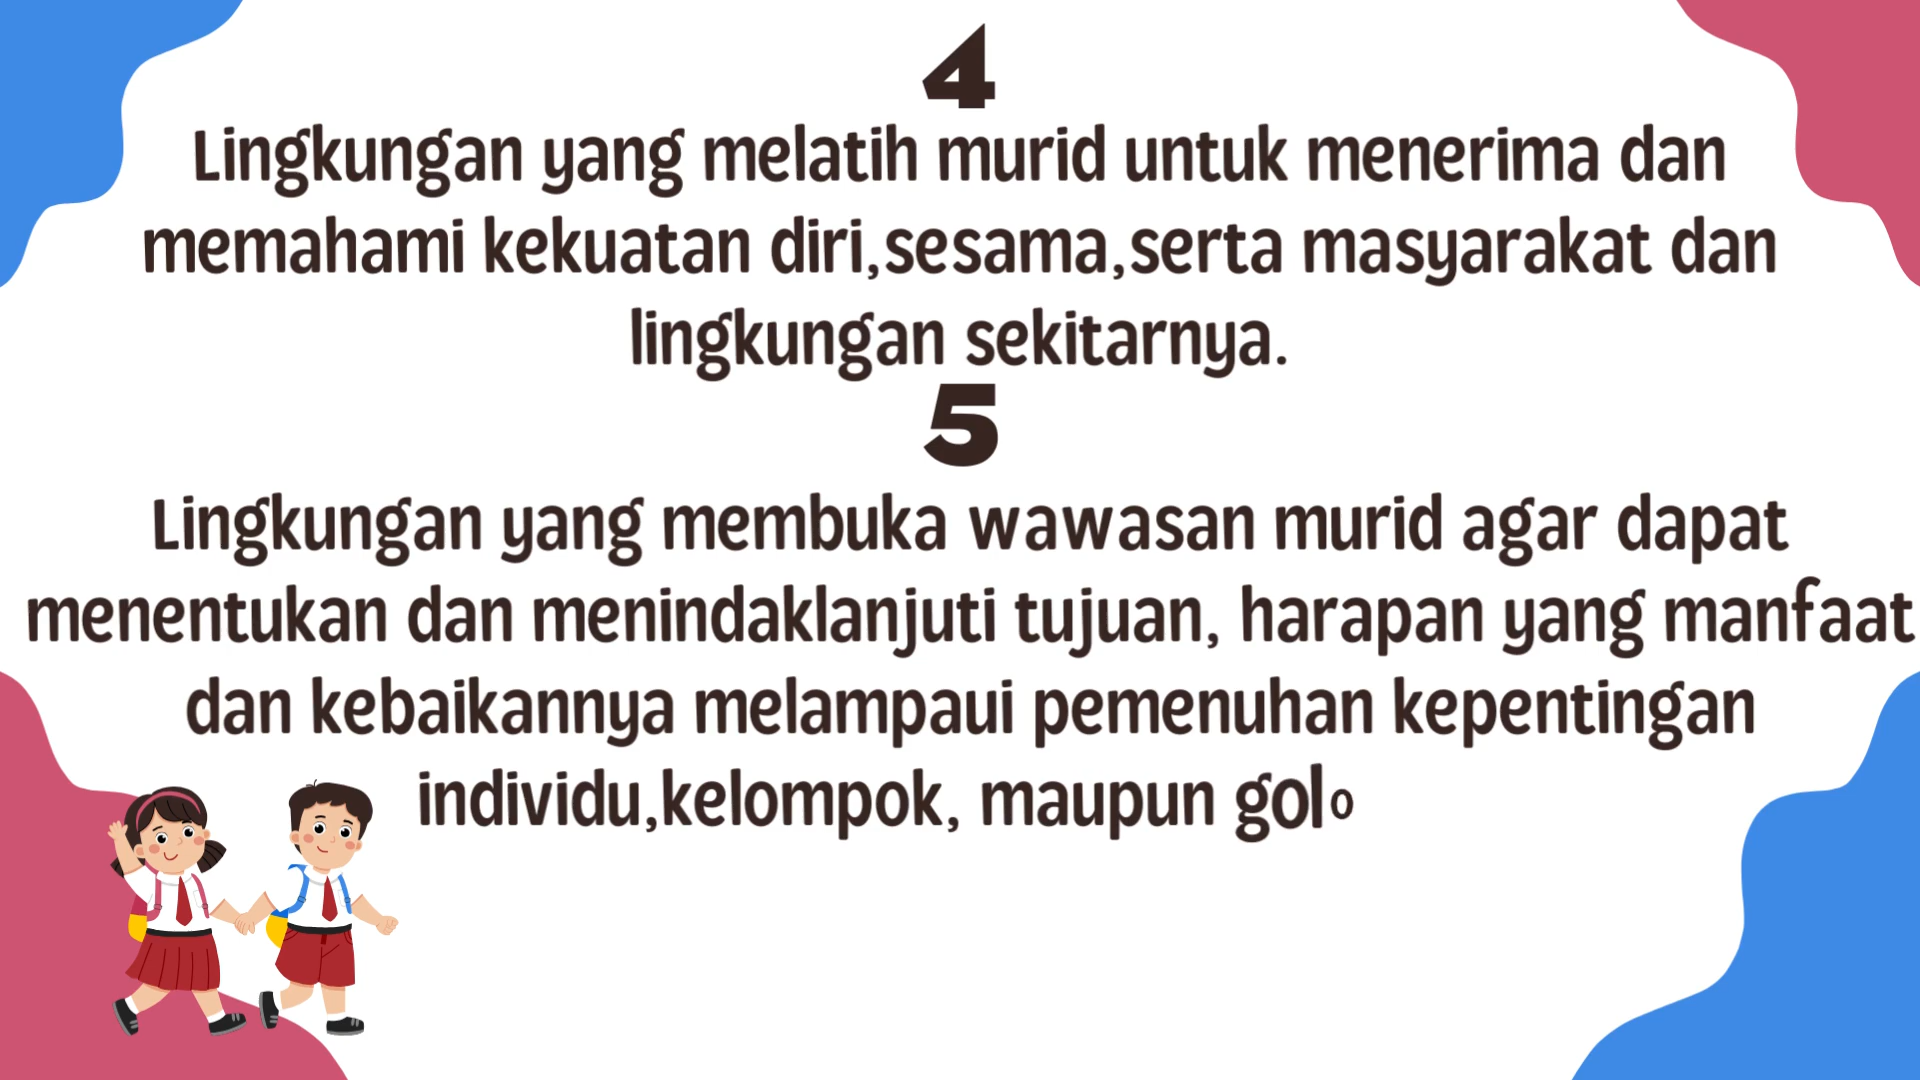 4
Lingkungan yang melatih murid untuk menerima dan
memahami kekuatan diri,sesama,serta masyarakat dan
lingkungan sekitarnya.
5
Lingkungan yang membuka wawasan murid agar dapat
menentukan dan menindaklanjuti tujuan, harapan yang manfaat
dan kebaikannya melampaui pemenuhan kepentingan
individu,kelompok, maupun golo